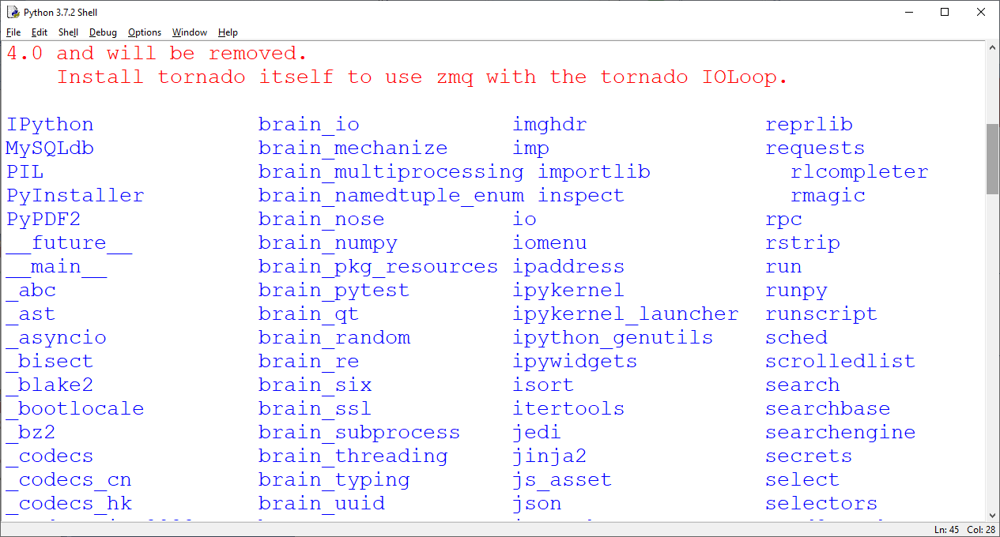 Python 3.7.2 Shell
File Edit Shell Debug Options Window Help
4.0 and will be removed.
Install tornado itself to use zmq with the tornado IOLoop.
IPython brain_io imghdr reprlib
MySQLdb brain_mechanize imp requests
PIL brain_multiprocessing importlib rlcompleter
PyInstaller brain_namedtuple_enum inspect rmagic
PyPDF2 brain_nose io rpc
__future__ brain_numpy iomenu rstrip
__main__ brain_pkg_resources ipaddress run
_abc brain_pytest ipykernel runpy
_ast brain_qt ipykernel_launcher runscript
_asyncio brain_random ipython_genutils sched
_bisect brain_re ipywidgets scrolledlist
_blake2 brain_six isort search
_bootlocale brain_ssl itertools searchbase
_bz2 brain_subprocess jedi searchengine
_codecs brain_threading jinja2 secrets
_codecs_cn brain_typing js_asset select
_codecs_hk brain_uuid json selectors
Ln: 45 Col: 28